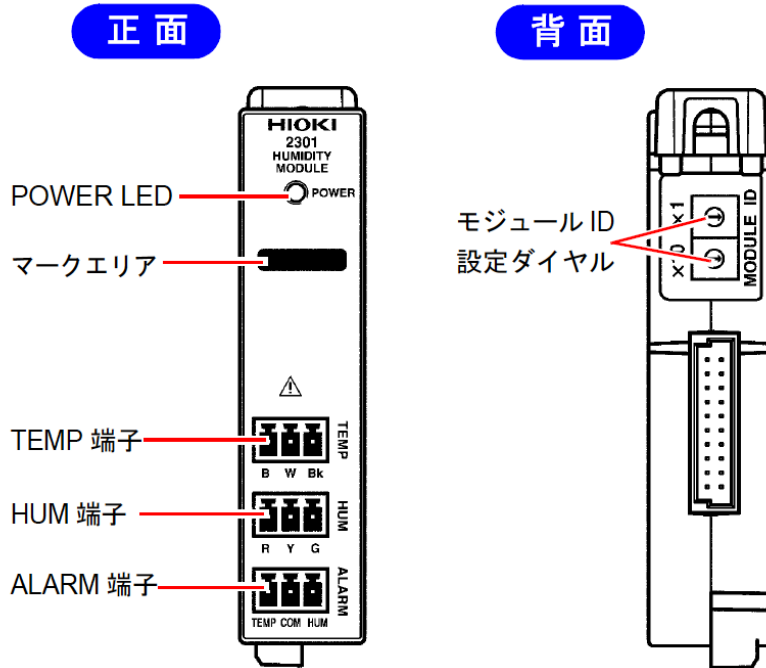 正 面
背 面
HIOKI
2301
HUMIDITY
MODULE
POWER
POWER LED
マークエリア
TEMP 端子
TEMP
B W Bk
HUM 端子
HUM
R Y G
ALARM 端子
ALARM
TEMP COM HUM
モジュール ID
設定ダイヤル
×1
×10
MODULE ID